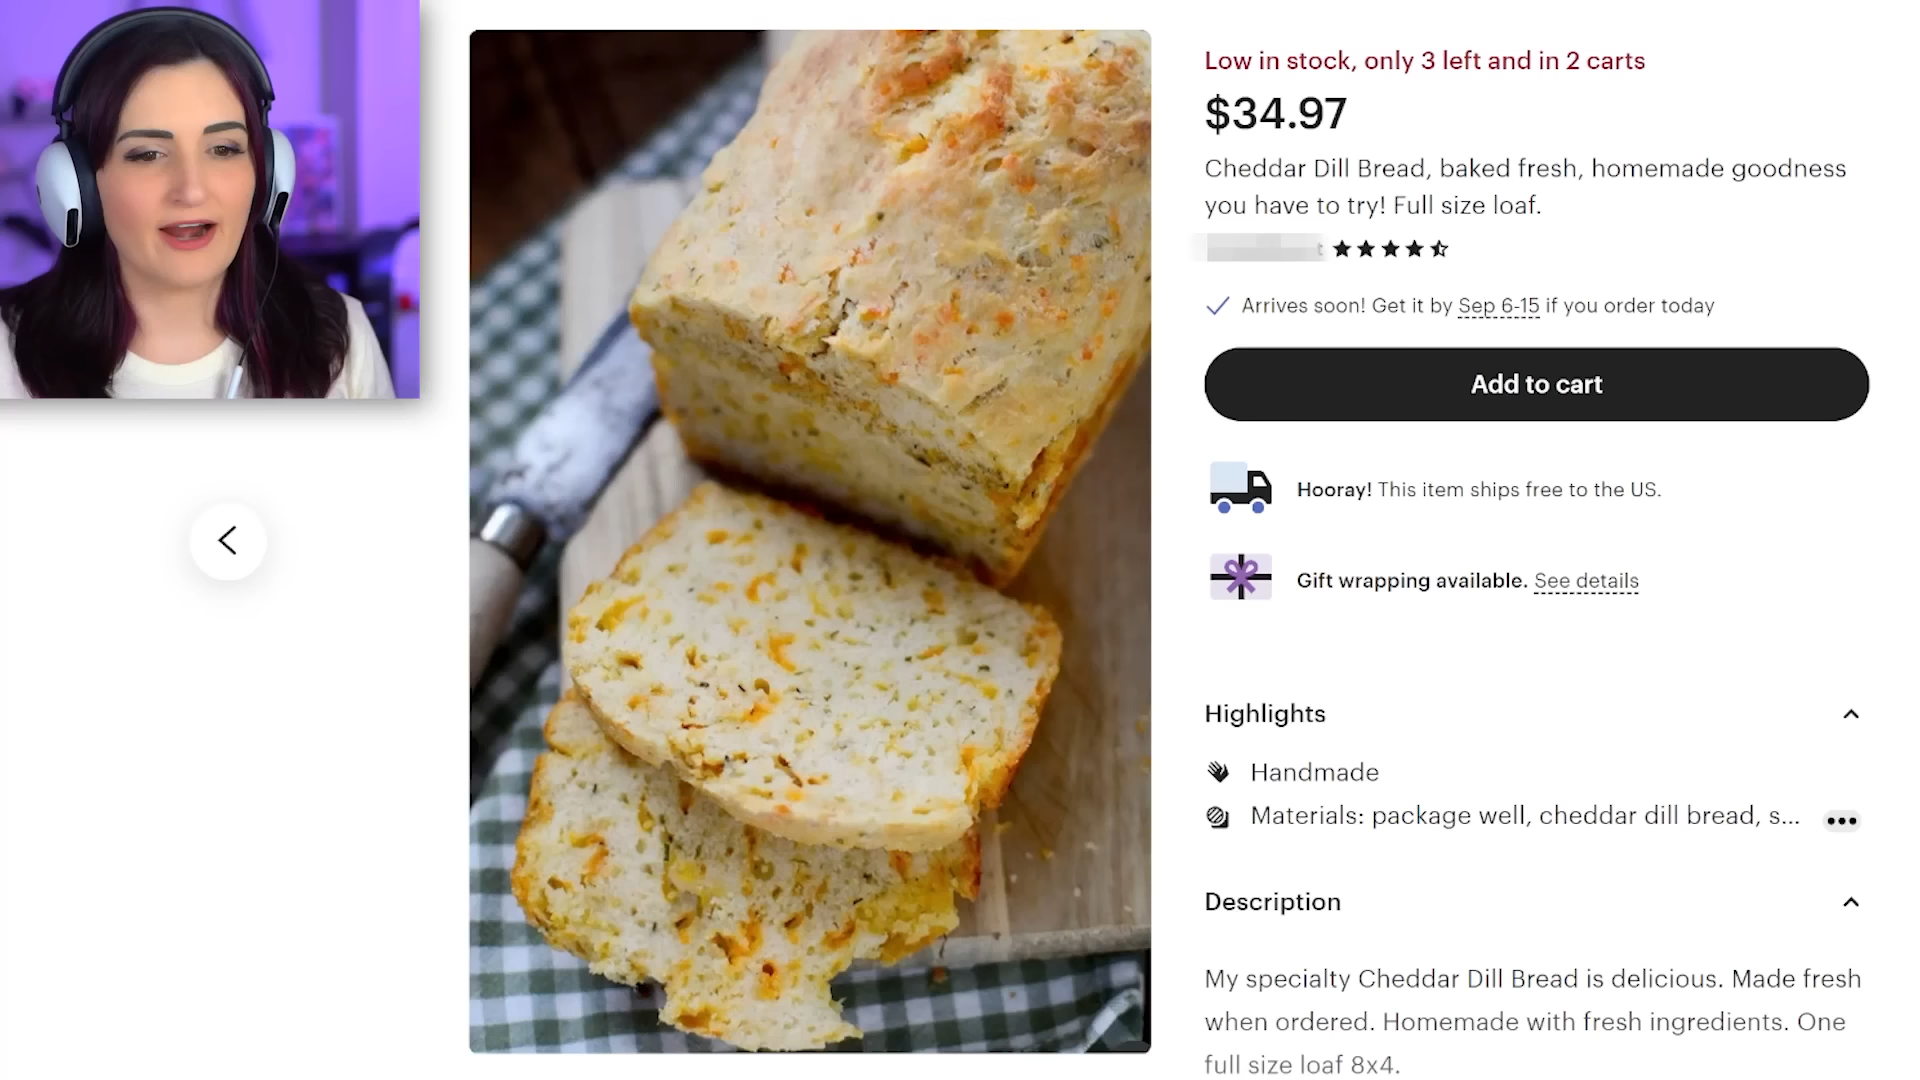 Low in stock, only 3 left and in 2 carts
$34.97
Cheddar Dill Bread, baked fresh, homemade goodness
you have to try! Full size loaf.
Arrives soon! Get it by Sep 6-15 if you order today
Add to cart
Hooray! This item ships free to the US.
Gift wrapping available. See details
Highlights
Handmade
Materials: package well, cheddar dill bread, s...
Description
My specialty Cheddar Dill Bread is delicious. Made fresh
when ordered. Homemade with fresh ingredients. One
full size loaf 8x4.